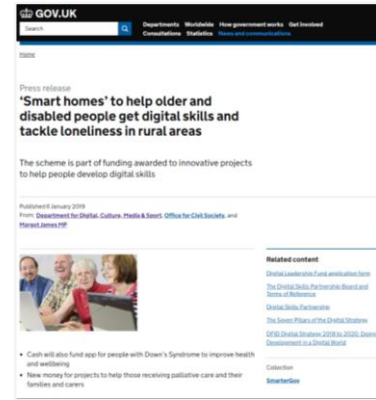 GOV.UK
Search
Departments Worldwide How government works Get involved
Consultations Statistics News and communications
Home
Press release
‘Smart homes’ to help older and
disabled people get digital skills and
tackle loneliness in rural areas
The scheme is part of funding awarded to innovative projects
to help people develop digital skills
Published 6 January 2019
From: Department for Digital, Culture, Media & Sport, Office for Civil Society, and
Margot James MP
Related content
Digital Leadership Fund application form
The Digital Skills Partnership Board and
Terms of Reference
Digital Skills Partnership
The Seven Pillars of the Digital Strategy
DFID Digital Strategy 2018 to 2020: Doing
Development in a Digital World
Collection
SmarterGov
• Cash will also fund app for people with Down's Syndrome to improve health
and wellbeing
• New money for projects to help those receiving palliative care and their
families and carers